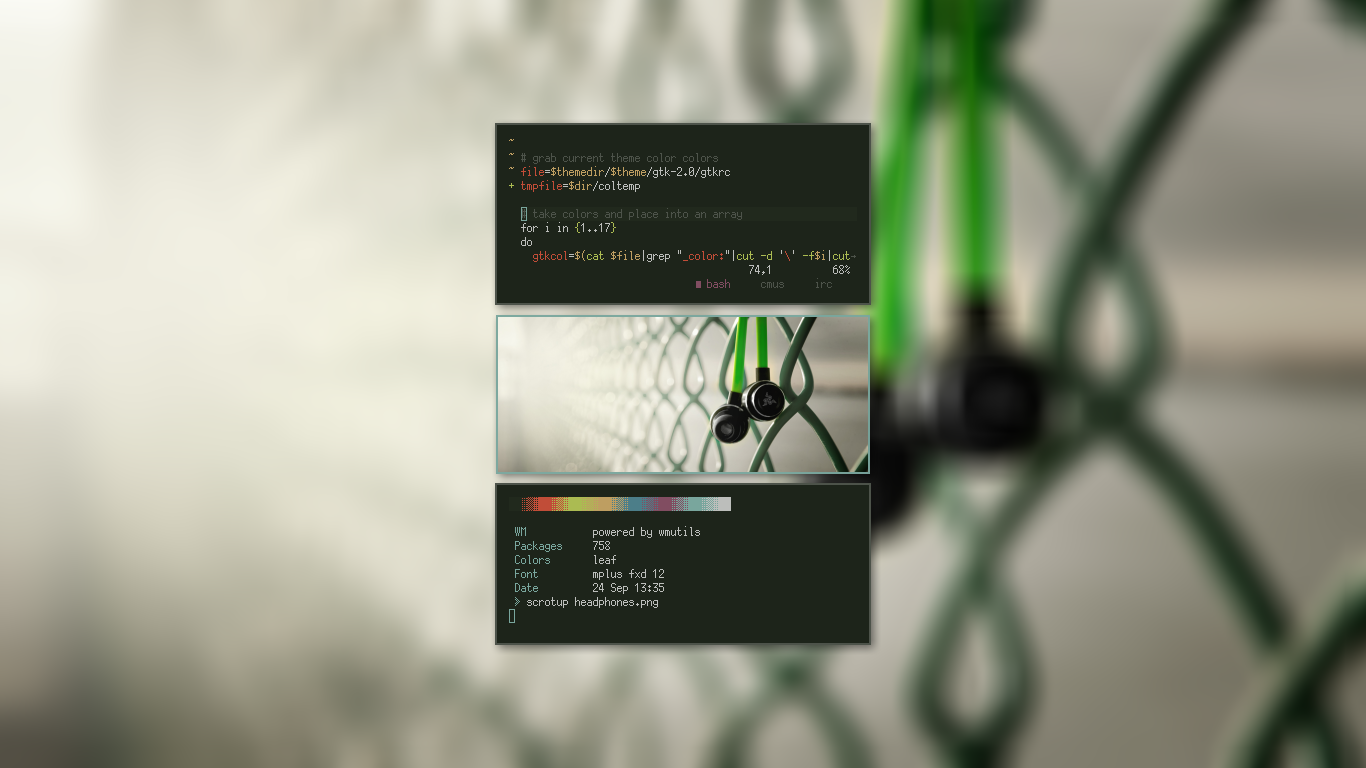 ~
~ # grab current theme color colors
~ file=$themedir/$theme/gtk-2.0/gtkrc
+ tmpfile=$dir/coltemp
# take colors and place into an array
for i in {1..17}
do
gtkcol=$(cat $file|grep "_color:"|cut -d '\' -f$i|cut→
74,1 68%
bash cmus irc
WM powered by wmutils
Packages 758
Colors leaf
Font mplus fxd 12
Date 24 Sep 13:35
> scrotup headphones.png